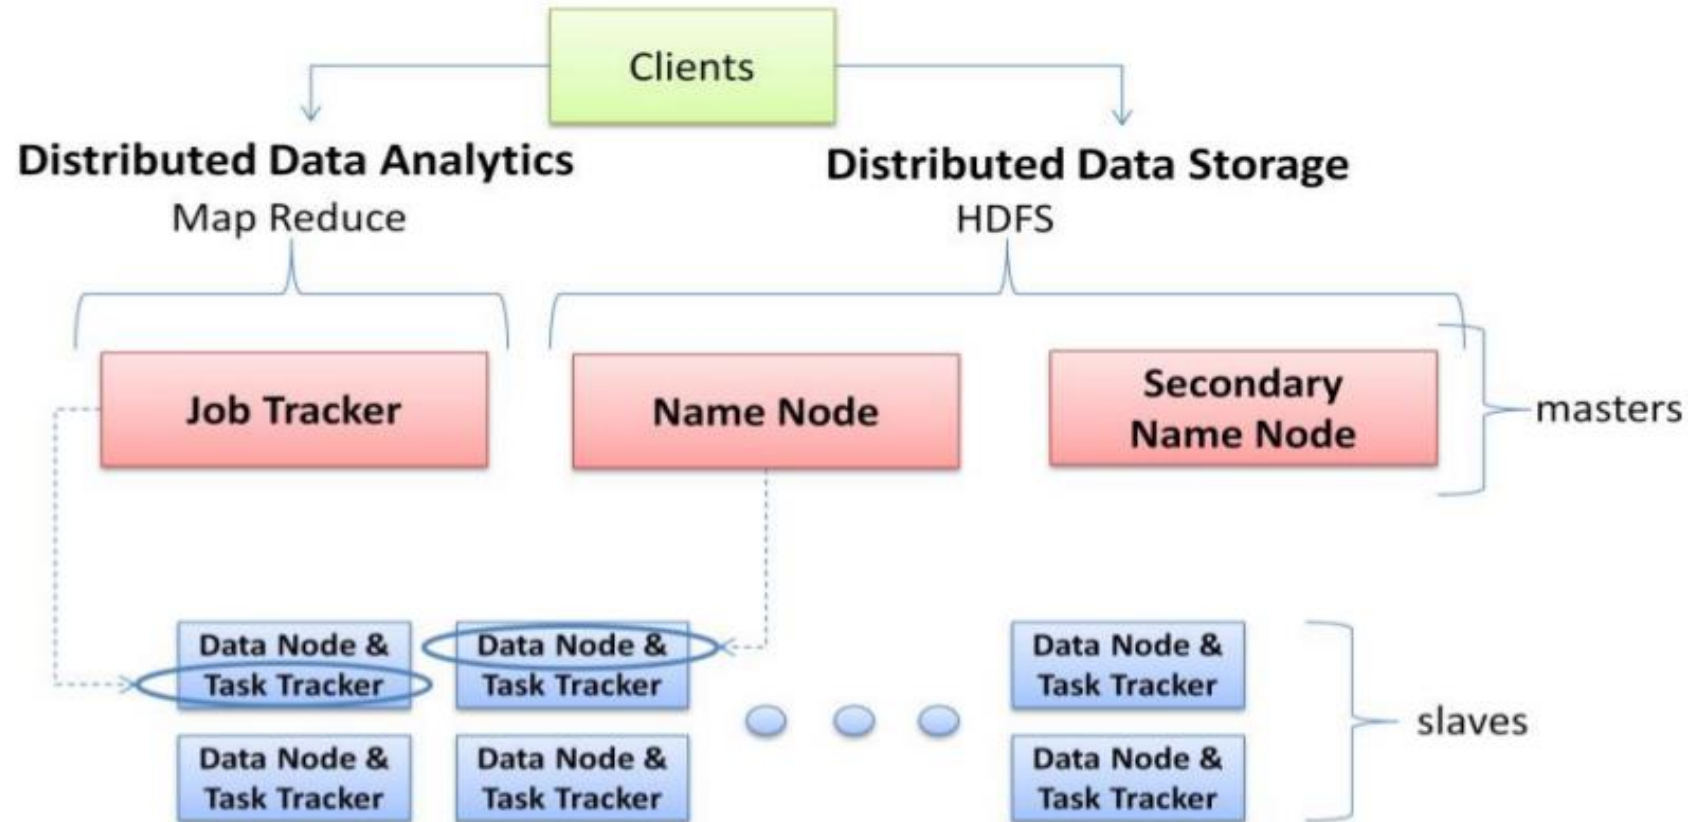 Clients
Distributed Data Analytics
Map Reduce
Distributed Data Storage
HDFS
Job Tracker
Name Node
Secondary
Name Node
masters
Data Node &
Task Tracker
Data Node &
Task Tracker
Data Node &
Task Tracker
Data Node &
Task Tracker
Data Node &
Task Tracker
Data Node &
Task Tracker
slaves